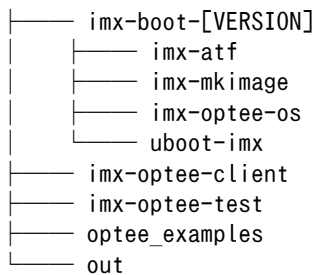 ├──── imx-boot-[VERSION]
│     ├──── imx-atf
│     ├──── imx-mkimage
│     ├──── imx-optee-os
│     └──── uboot-imx
├──── imx-optee-client
├──── imx-optee-test
├──── optee_examples
└──── out